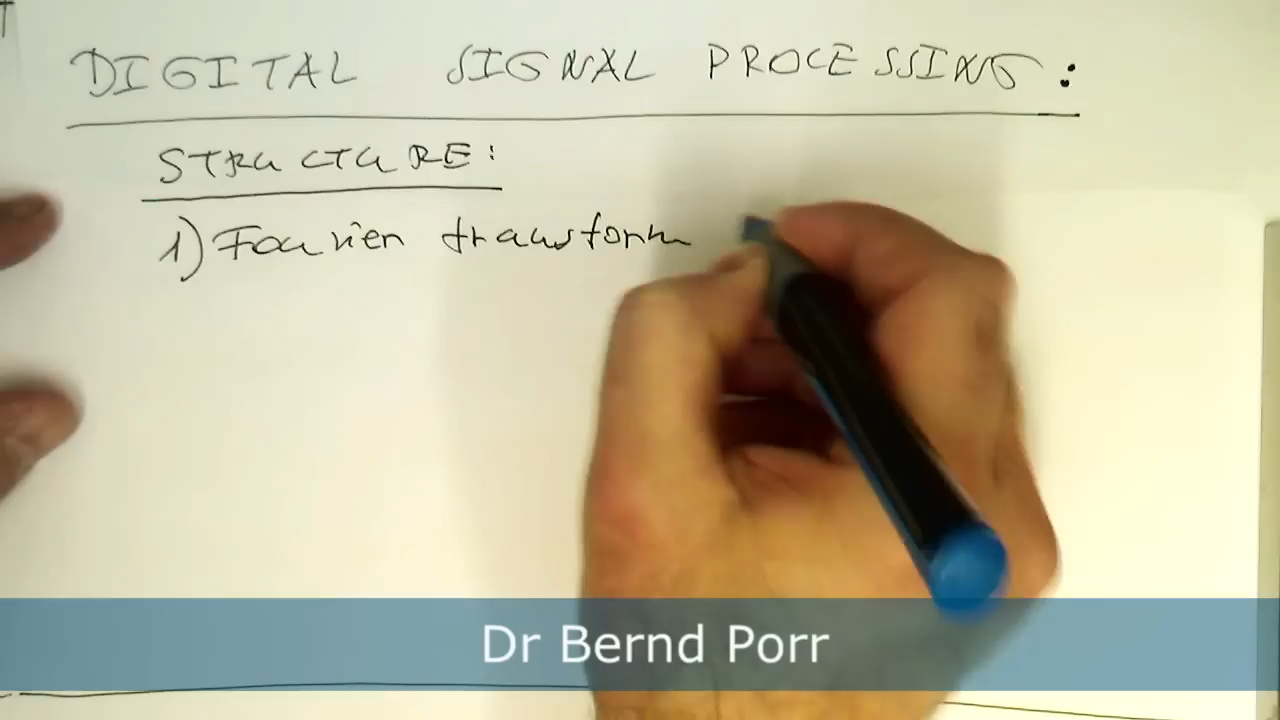 DIGITAL SIGNAL PROCESSING:
STRUCTURE:
1) Fourier transform
Dr Bernd Porr